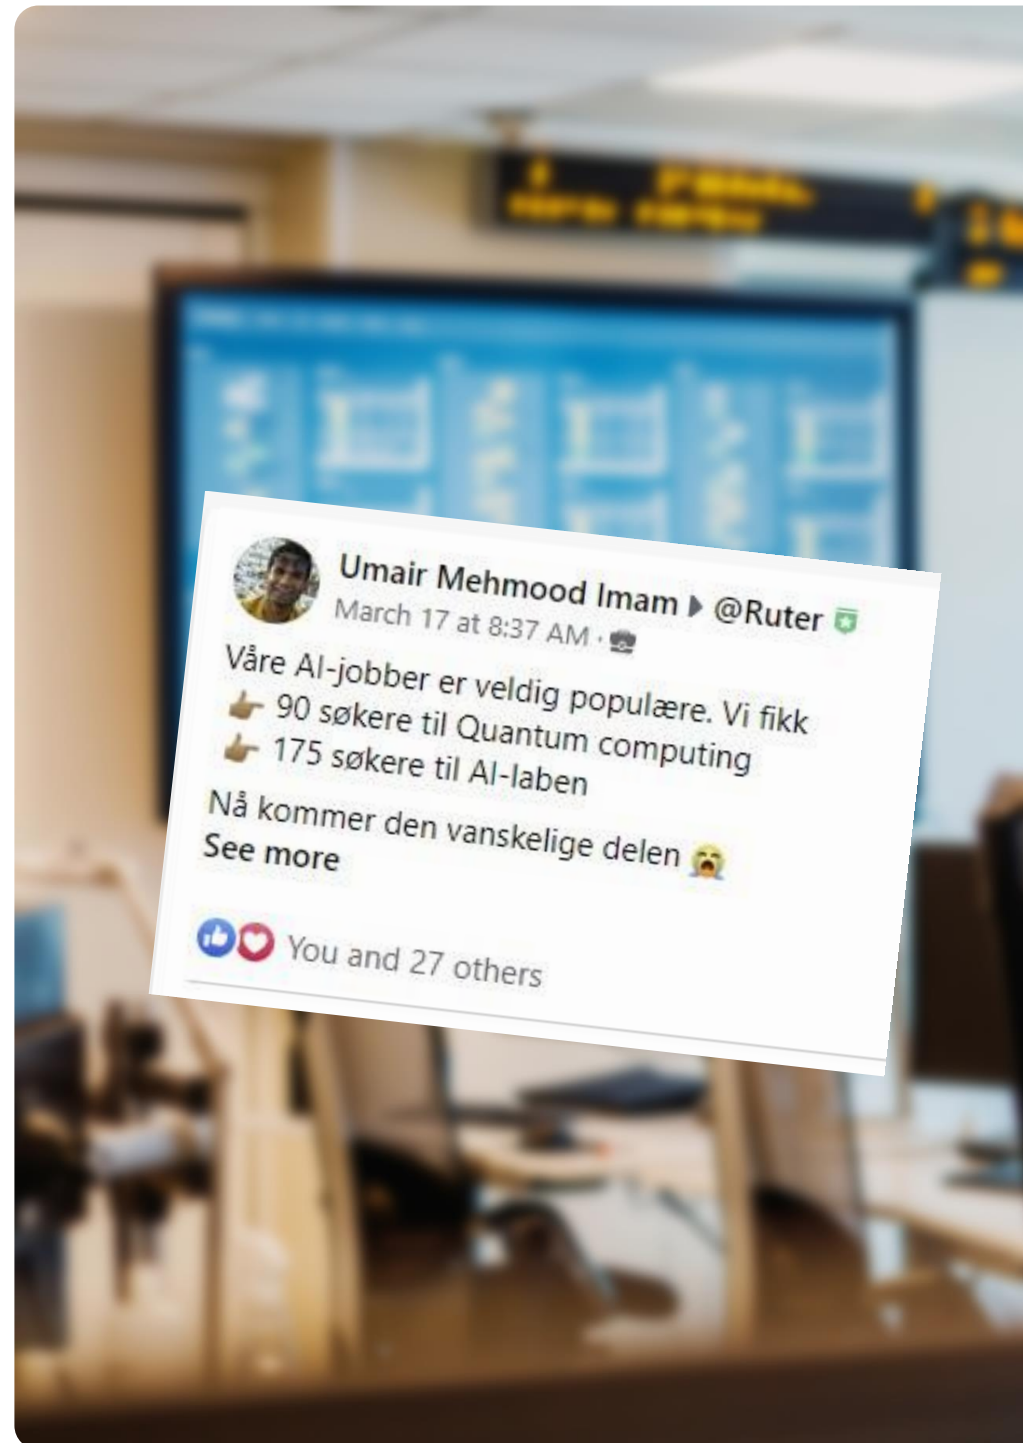 Umair Mehmood Imam ▸ @Ruter
March 17 at 8:37 AM ·
Våre AI-jobber er veldig populære. Vi fikk
👉🏽 90 søkere til Quantum computing
👉🏽 175 søkere til AI-laben
Nå kommer den vanskelige delen 😭
See more
You and 27 others